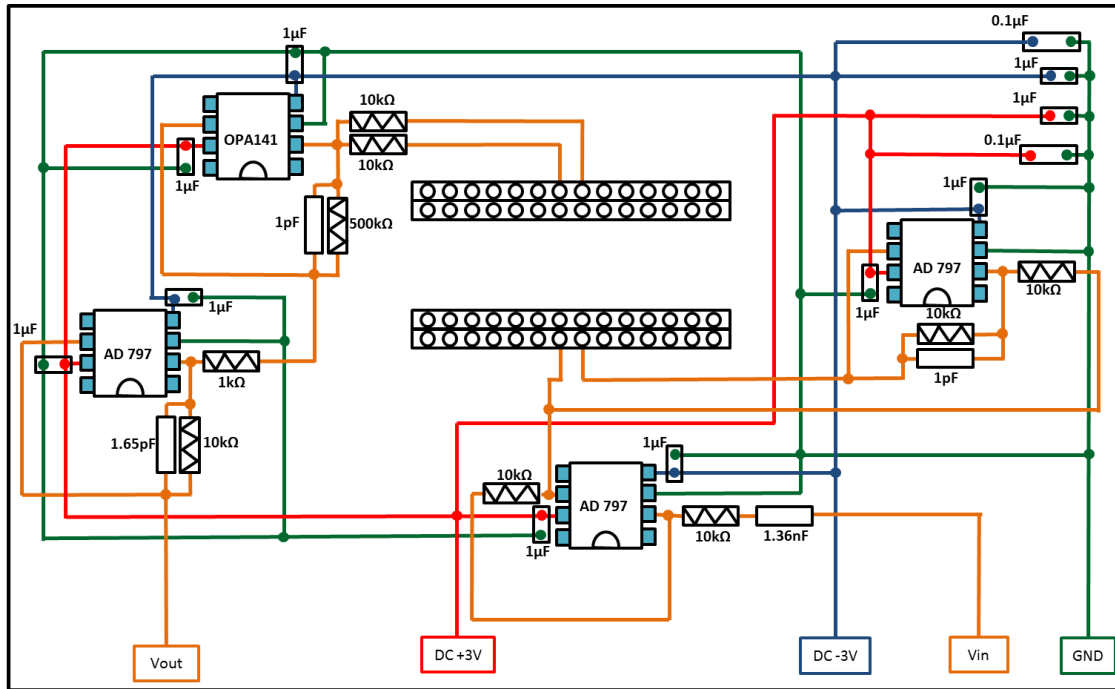 1µF
0.1µF
1µF
1µF
0.1µF
10kΩ
10kΩ
OPA141
1µF
1pF
500kΩ
1µF
AD 797
1µF
10kΩ
10kΩ
1pF
1µF
1µF
AD 797
1kΩ
1.65pF
10kΩ
1µF
10kΩ
AD 797
1µF
10kΩ
1.36nF
Vout
DC +3V
DC -3V
Vin
GND